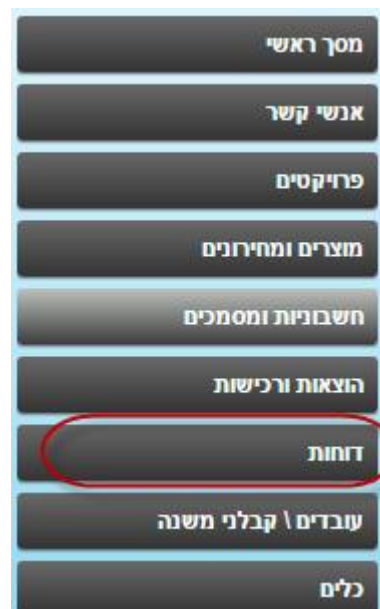 מסך ראשי
אנשי קשר
פרויקטים
מוצרים ומחירונים
חשבוניות ומסמכים
הוצאות ורכישות
דוחות
עובדים \ קבלני משנה
כלים